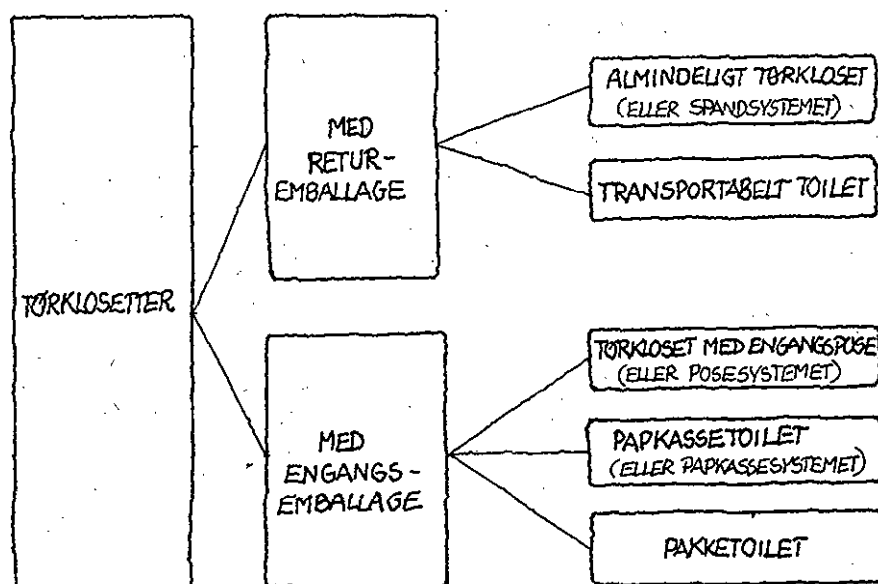 TØRKLOSETTER
MED
RETUR-
EMBALLAGE
MED
ENGANGS-
EMBALLAGE
ALMINDELIGT TØRKLOSET
(ELLER SPANDSYSTEMET)
TRANSPORTABELT TOILET
TØRKLOSET MED ENGANGSPOSE
(ELLER POSESYSTEMET)
PAPKASSETOILET
(ELLER PAPKASSESYSTEMET)
PAKKETOILET